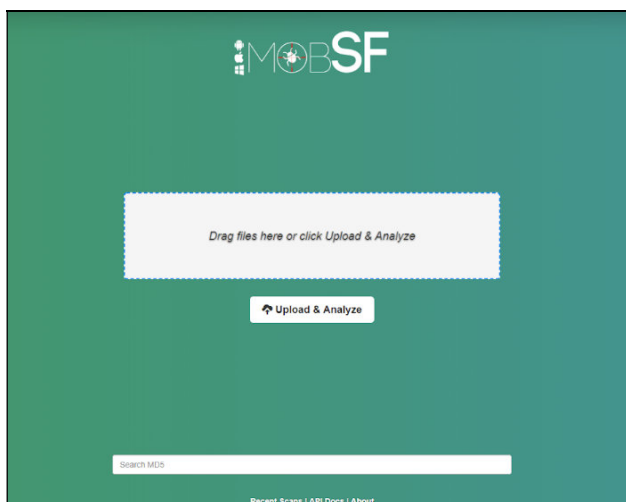 MOBSF
Drag files here or click Upload & Analyze
Upload & Analyze
Search MD5
Recent Scans | API Docs | About